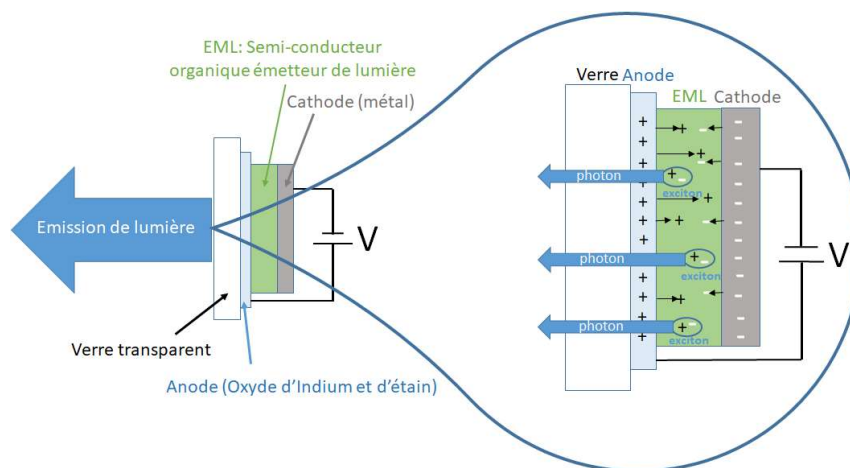 EML: Semi-conducteur
organique émetteur de lumière
Cathode (métal)
Emission de lumière
V
Verre transparent
Anode (Oxyde d'Indium et d'étain)
Verre Anode
EML Cathode
+ + + + + + + + + + + + + + + +
- - - - - - - - - - - -
+ -
+ -
photon + - exciton
+
+ -
photon + - exciton
+ -
photon + - exciton
V